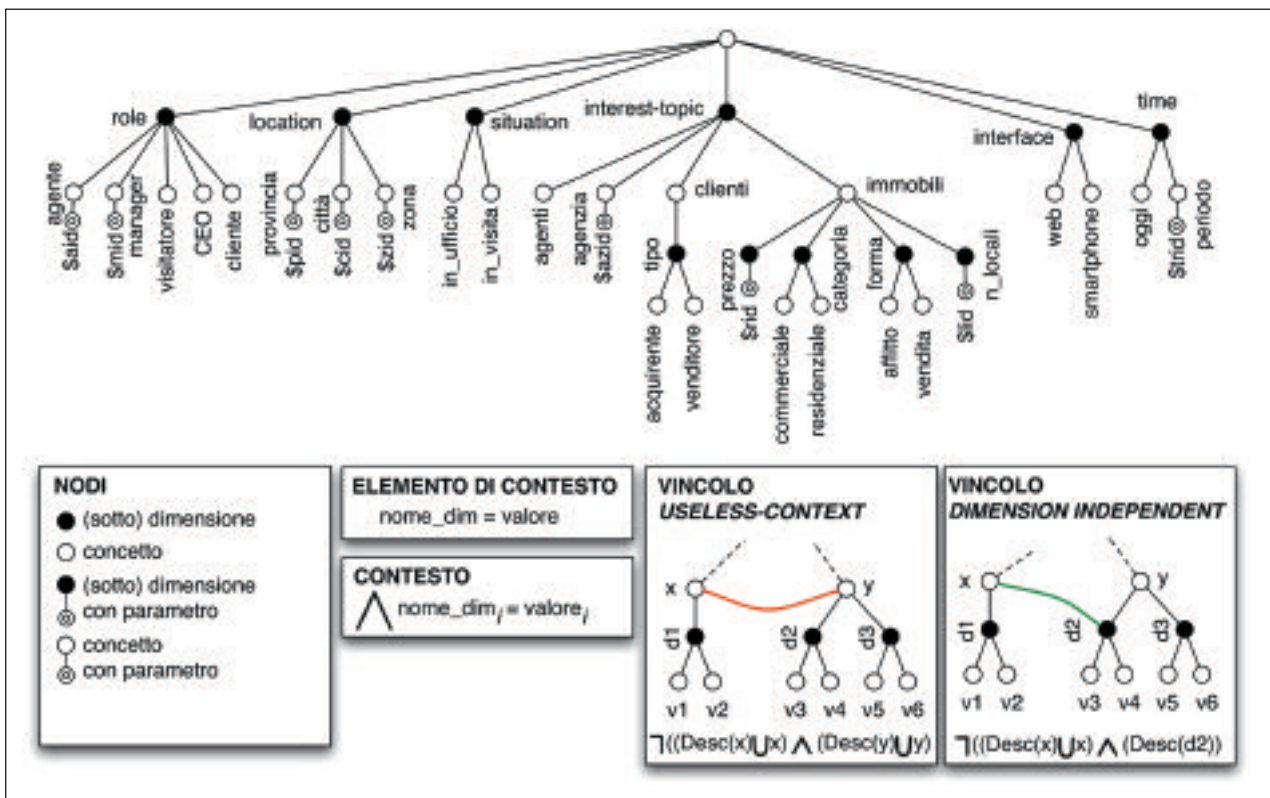 role
location
situation
interest-topic
interface
time
agente
$aid
$mid
manager
visitatore
CEO
cliente
provincia
$pid
città
$cid
$zid
zona
in_ufficio
in_visita
agenti
agenzia
$azid
clienti
immobili
web
smartphone
oggi
$trid
periodo
tipo
prezzo
$rid
categoria
forma
$lid
n_locali
acquirente
venditore
commerciale
residenziale
affitto
vendita
NODI
(sotto) dimensione
concetto
(sotto) dimensione
con parametro
concetto
con parametro
ELEMENTO DI CONTESTO
nome_dim = valore
CONTESTO
⋀ nome_dim i = valore i
VINCOLO
USELESS-CONTEXT
x y
d1 d2 d3
v1 v2 v3 v4 v5 v6
⅂((Desc(x)⋃x) ⋀ (Desc(y)⋃y)
VINCOLO
DIMENSION INDEPENDENT
x y
d1 d2 d3
v1 v2 v3 v4 v5 v6
⅂((Desc(x)⋃x) ⋀ (Desc(d2))